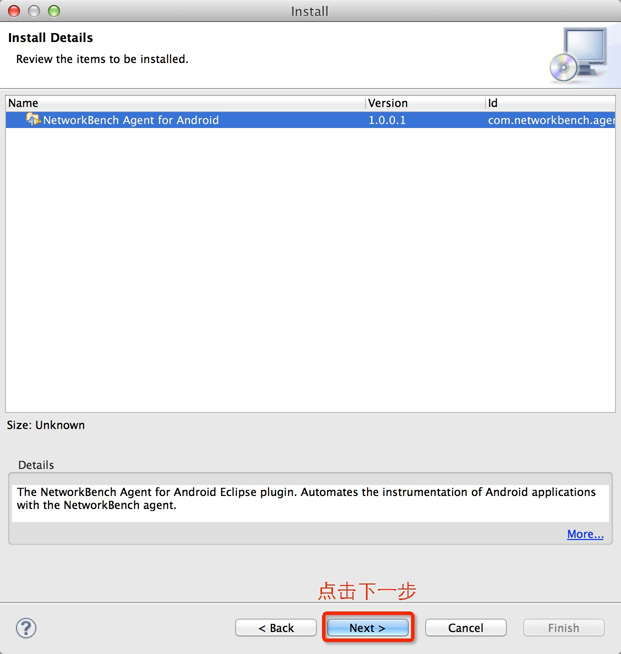 Install
Install Details
Review the items to be installed.
Name Version Id
NetworkBench Agent for Android 1.0.0.1 com.networkbench.ager
Size: Unknown
Details
The NetworkBench Agent for Android Eclipse plugin. Automates the instrumentation of Android applications
with the NetworkBench agent.
More...
点击下一步
? < Back Next > Cancel Finish